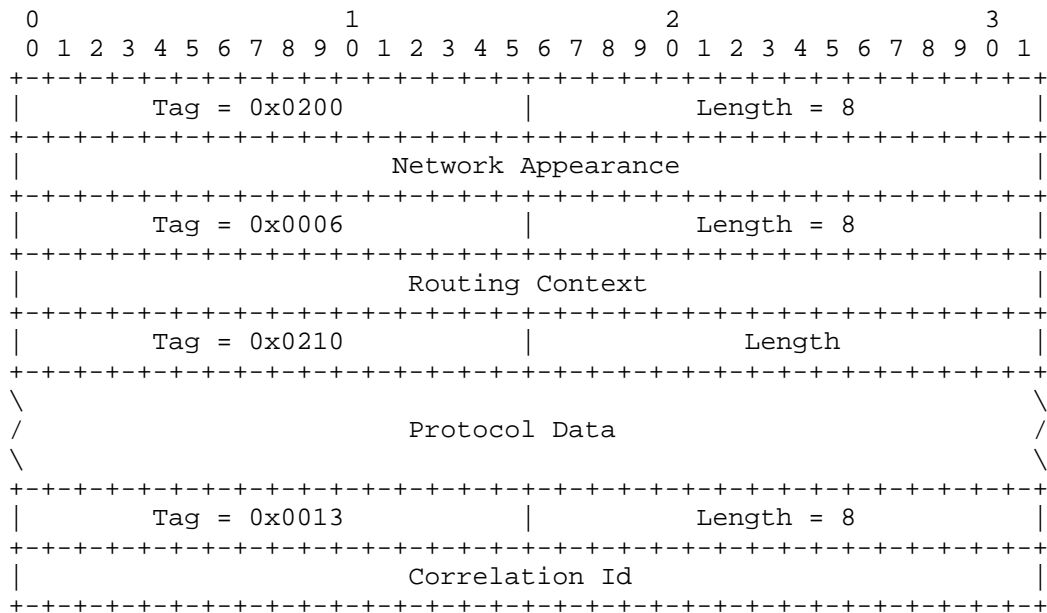 0                   1                   2                   3
 0 1 2 3 4 5 6 7 8 9 0 1 2 3 4 5 6 7 8 9 0 1 2 3 4 5 6 7 8 9 0 1
+-+-+-+-+-+-+-+-+-+-+-+-+-+-+-+-+-+-+-+-+-+-+-+-+-+-+-+-+-+-+-+-+
|        Tag = 0x0200           |          Length = 8           |
+-+-+-+-+-+-+-+-+-+-+-+-+-+-+-+-+-+-+-+-+-+-+-+-+-+-+-+-+-+-+-+-+
|                       Network Appearance                      |
+-+-+-+-+-+-+-+-+-+-+-+-+-+-+-+-+-+-+-+-+-+-+-+-+-+-+-+-+-+-+-+-+
|        Tag = 0x0006           |          Length = 8           |
+-+-+-+-+-+-+-+-+-+-+-+-+-+-+-+-+-+-+-+-+-+-+-+-+-+-+-+-+-+-+-+-+
|                        Routing Context                        |
+-+-+-+-+-+-+-+-+-+-+-+-+-+-+-+-+-+-+-+-+-+-+-+-+-+-+-+-+-+-+-+-+
|        Tag = 0x0210           |             Length            |
+-+-+-+-+-+-+-+-+-+-+-+-+-+-+-+-+-+-+-+-+-+-+-+-+-+-+-+-+-+-+-+-+
\                                                               \
/                        Protocol Data                          /
\                                                               \
+-+-+-+-+-+-+-+-+-+-+-+-+-+-+-+-+-+-+-+-+-+-+-+-+-+-+-+-+-+-+-+-+
|        Tag = 0x0013           |          Length = 8           |
+-+-+-+-+-+-+-+-+-+-+-+-+-+-+-+-+-+-+-+-+-+-+-+-+-+-+-+-+-+-+-+-+
|                        Correlation Id                         |
+-+-+-+-+-+-+-+-+-+-+-+-+-+-+-+-+-+-+-+-+-+-+-+-+-+-+-+-+-+-+-+-+